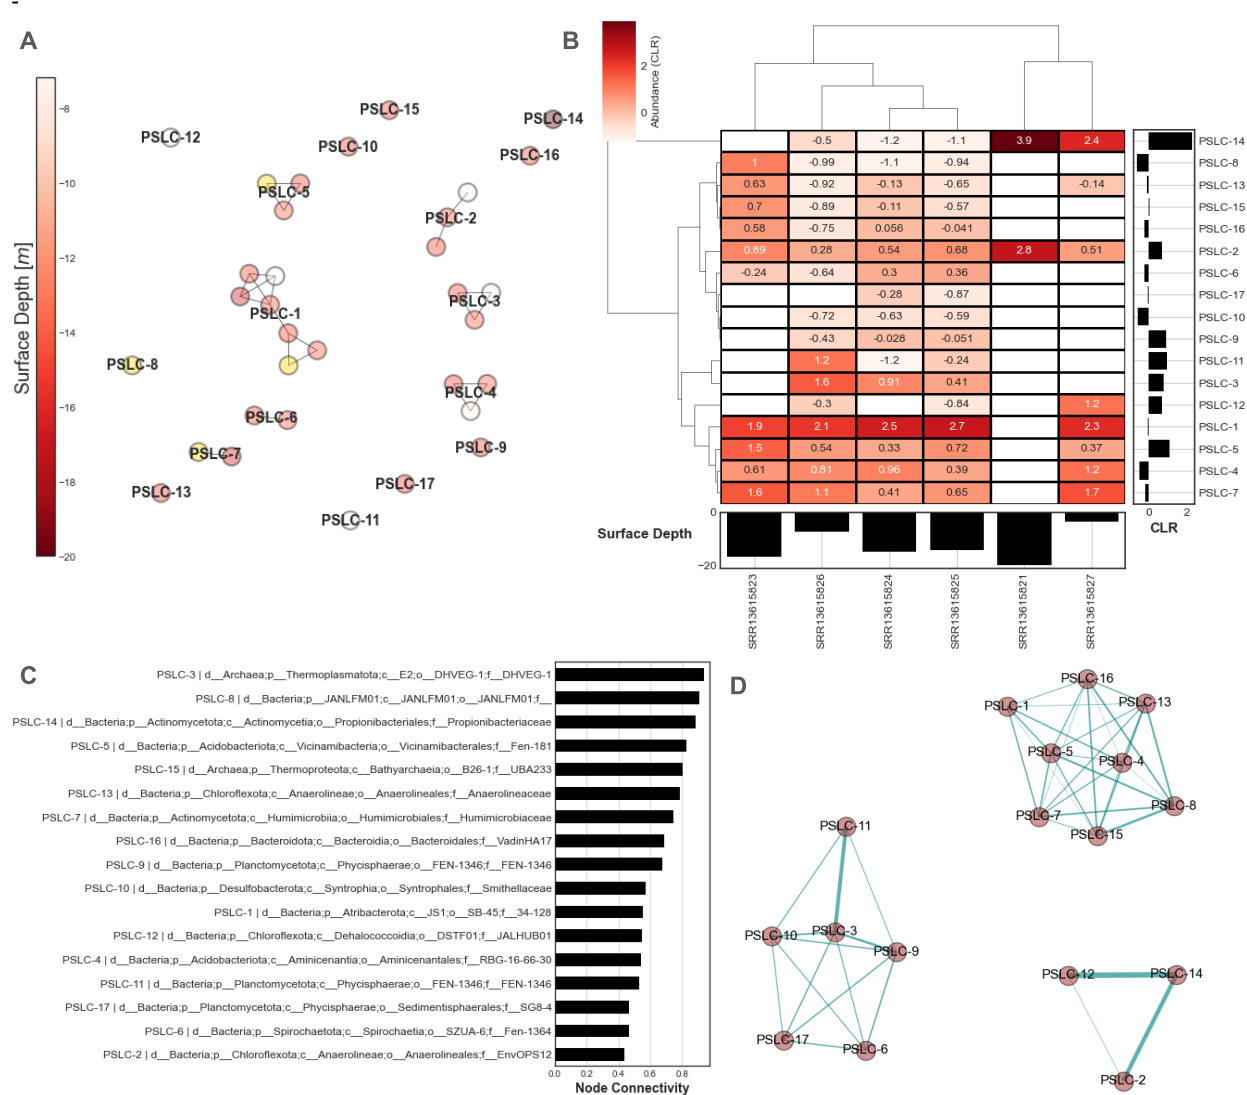 A
B
Surface Depth [m]
−8
−10
−12
−14
−16
−18
−20
PSLC-15
PSLC-14
PSLC-12
PSLC-10
PSLC-16
PSLC-5
PSLC-2
PSLC-3
PSLC-1
PSLC-8
PSLC-4
PSLC-6
PSLC-7
PSLC-9
PSLC-13
PSLC-17
PSLC-11
2
0
Abundance (CLR)
-0.5 -1.2 -1.1 3.9 2.4 PSLC-14
1 -0.99 -1.1 -0.94 PSLC-8
0.63 -0.92 -0.13 -0.65 -0.14 PSLC-13
0.7 -0.89 -0.11 -0.57 PSLC-15
0.58 -0.75 0.056 -0.041 PSLC-16
0.89 0.28 0.54 0.68 2.8 0.51 PSLC-2
-0.24 -0.64 0.3 0.36 PSLC-6
-0.28 -0.87 PSLC-17
-0.72 -0.63 -0.59 PSLC-10
-0.43 -0.028 -0.051 PSLC-9
1.2 -1.2 -0.24 PSLC-11
1.6 0.91 0.41 PSLC-3
-0.3 -0.84 1.2 PSLC-12
1.9 2.1 2.5 2.7 2.3 PSLC-1
1.5 0.54 0.33 0.72 0.37 PSLC-5
0.61 0.81 0.96 0.39 1.2 PSLC-4
1.6 1.1 0.41 0.65 1.7 PSLC-7
0 2
CLR
Surface Depth
0
−20
SRR13615823
SRR13615826
SRR13615824
SRR13615825
SRR13615821
SRR13615827
C
PSLC-3 | d__Archaea;p__Thermoplasmatota;c__E2;o__DHVEG-1;f__DHVEG-1
PSLC-8 | d__Bacteria;p__JANLFM01;c__JANLFM01;o__JANLFM01;f__
PSLC-14 | d__Bacteria;p__Actinomycetota;c__Actinomycetia;o__Propionibacteriales;f__Propionibacteriaceae
PSLC-5 | d__Bacteria;p__Acidobacteriota;c__Vicinamibacteria;o__Vicinamibacterales;f__Fen-181
PSLC-15 | d__Archaea;p__Thermoproteota;c__Bathyarchaeia;o__B26-1;f__UBA233
PSLC-13 | d__Bacteria;p__Chloroflexota;c__Anaerolineae;o__Anaerolineales;f__Anaerolineaceae
PSLC-7 | d__Bacteria;p__Actinomycetota;c__Humimicrobiia;o__Humimicrobiales;f__Humimicrobiaceae
PSLC-16 | d__Bacteria;p__Bacteroidota;c__Bacteroidia;o__Bacteroidales;f__VadinHA17
PSLC-9 | d__Bacteria;p__Planctomycetota;c__Phycisphaerae;o__FEN-1346;f__FEN-1346
PSLC-10 | d__Bacteria;p__Desulfobacterota;c__Syntrophia;o__Syntrophales;f__Smithellaceae
PSLC-1 | d__Bacteria;p__Atribacterota;c__JS1;o__SB-45;f__34-128
PSLC-12 | d__Bacteria;p__Chloroflexota;c__Dehalococcoidia;o__DSTF01;f__JALHUB01
PSLC-4 | d__Bacteria;p__Acidobacteriota;c__Aminicenantia;o__Aminicenantales;f__RBG-16-66-30
PSLC-11 | d__Bacteria;p__Planctomycetota;c__Phycisphaerae;o__FEN-1346;f__FEN-1346
PSLC-17 | d__Bacteria;p__Planctomycetota;c__Phycisphaerae;o__Sedimentisphaerales;f__SG8-4
PSLC-6 | d__Bacteria;p__Spirochaetota;c__Spirochaetia;o__SZUA-6;f__Fen-1364
PSLC-2 | d__Bacteria;p__Chloroflexota;c__Anaerolineae;o__Anaerolineales;f__EnvOPS12
0.0 0.2 0.4 0.6 0.8
Node Connectivity
D
PSLC-16
PSLC-1
PSLC-13
PSLC-5
PSLC-4
PSLC-7
PSLC-8
PSLC-15
PSLC-11
PSLC-10
PSLC-3
PSLC-9
PSLC-17
PSLC-6
PSLC-12
PSLC-14
PSLC-2